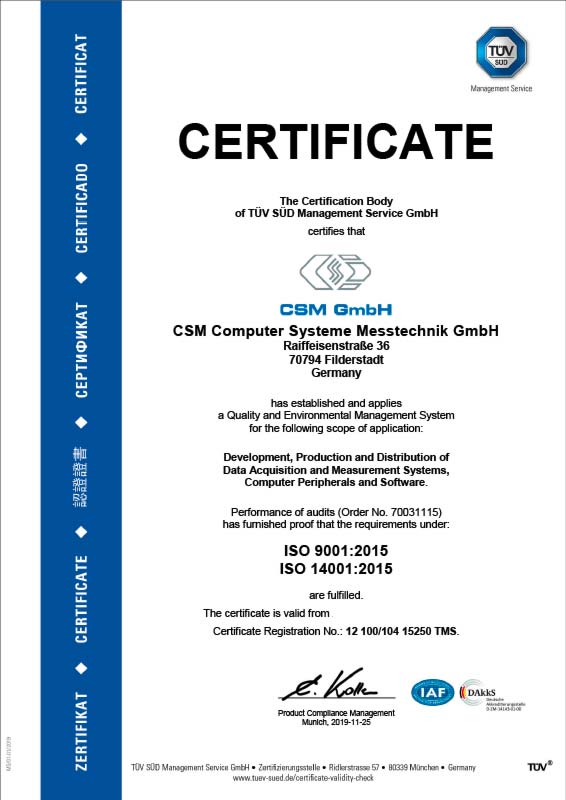 TÜV
SÜD
Management Service
CERTIFICATE
The Certification Body
of TÜV SÜD Management Service GmbH
certifies that
CSM GmbH
CSM Computer Systeme Messtechnik GmbH
Raiffeisenstraße 36
70794 Filderstadt
Germany
has established and applies
a Quality and Environmental Management System
for the following scope of application:
Development, Production and Distribution of
Data Acquisition and Measurement Systems,
Computer Peripherals and Software.
Performance of audits (Order No. 70031115)
has furnished proof that the requirements under:
ISO 9001:2015
ISO 14001:2015
are fulfilled.
The certificate is valid from
Certificate Registration No.: 12 100/104 15250 TMS.
Product Compliance Management
Munich, 2019-11-25
IAF
DAkkS
Deutsche
Akkreditierungsstelle
D-ZM-14143-01-00
ZERTIFIKAT ◆ CERTIFICATE ◆ 認證證書 ◆ СЕРТИФИКАТ ◆ CERTIFICADO ◆ CERTIFICAT
TÜV SÜD Management Service GmbH • Zertifizierungsstelle • Ridlerstrasse 57 • 80339 München • Germany
www.tuev-sued.de/certificate-validity-check
TÜV®